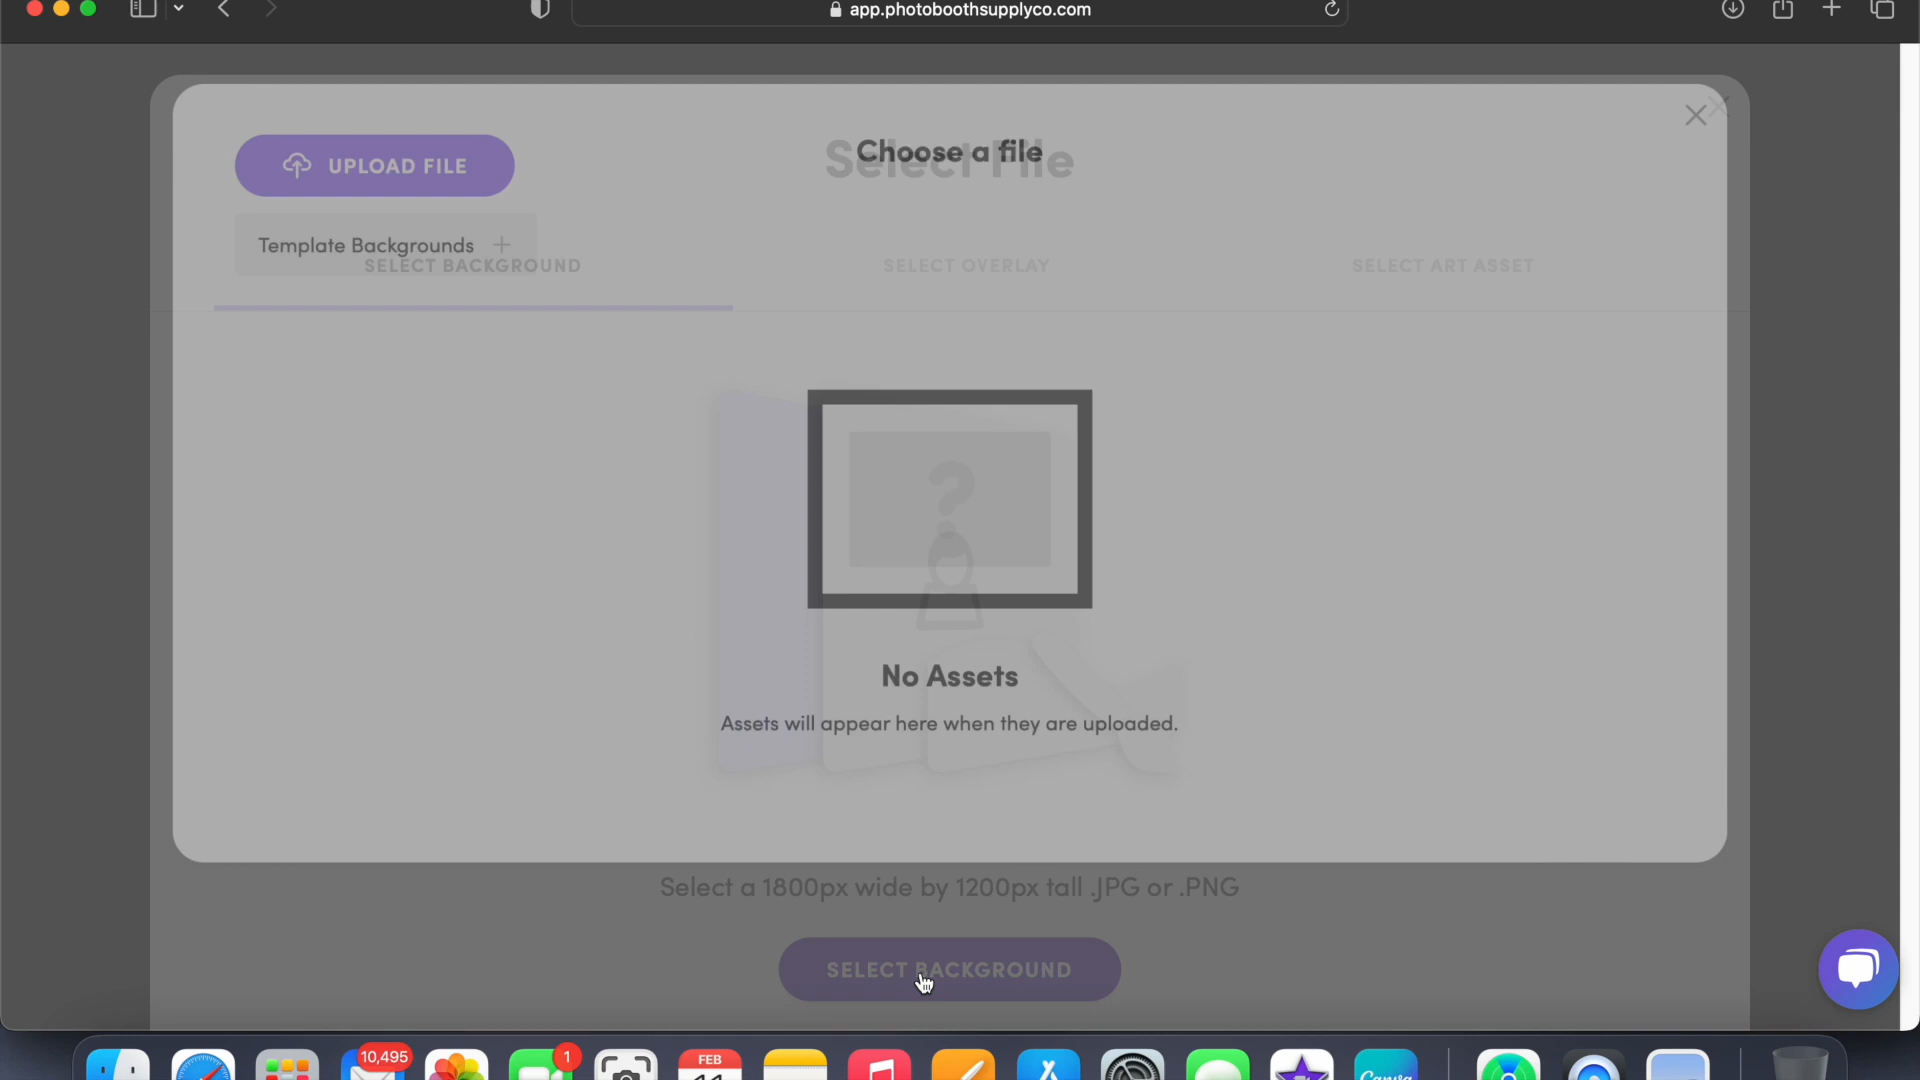 app.photoboothsupplyco.com
UPLOAD FILE
Choose a file
Select File
Template Backgrounds +
SELECT BACKGROUND
SELECT OVERLAY
SELECT ART ASSET
?
No Assets
Assets will appear here when they are uploaded.
Select a 1800px wide by 1200px tall .JPG or .PNG
SELECT BACKGROUND
10,495
1
FEB
Canva